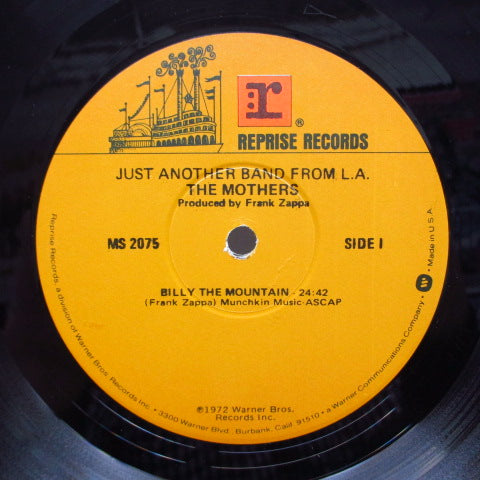 r
®
REPRISE RECORDS
JUST ANOTHER BAND FROM L.A.
THE MOTHERS
Produced by Frank Zappa
MS 2075
SIDE I
BILLY THE MOUNTAIN - 24:42
(Frank Zappa) Munchkin Music-ASCAP
℗1972 Warner Bros.
Records Inc.
Reprise Records, a division of Warner Bros. Records Inc. • 3300 Warner Blvd., Burbank, Calif. 91510 • a Warner Communications Company
W
• Made in U.S.A.